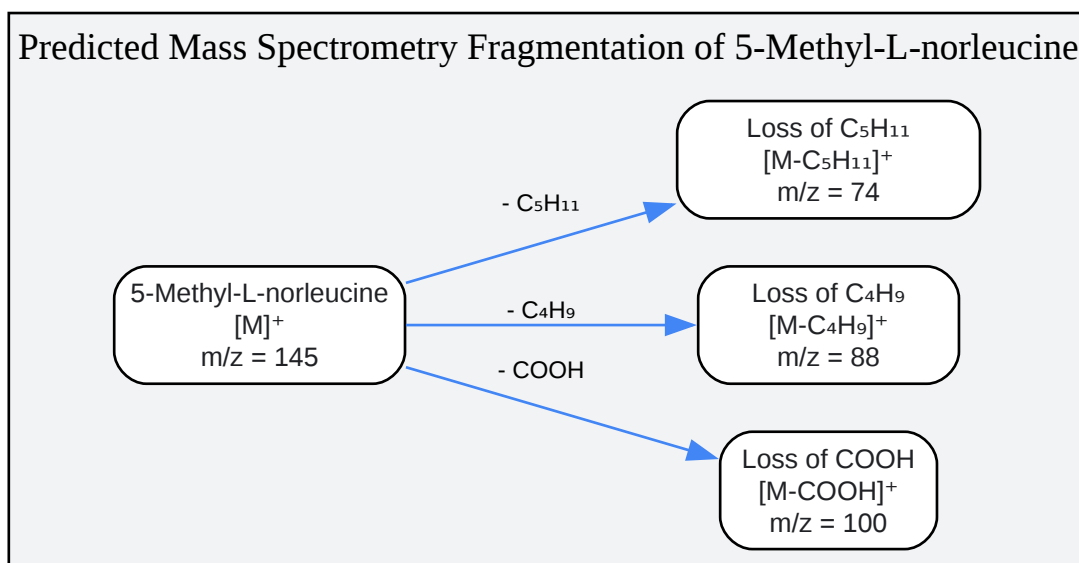 Predicted Mass Spectrometry Fragmentation of 5-Methyl-L-norleucine
Loss of C₅H₁₁
[M-C₅H₁₁]⁺
m/z = 74
- C₅H₁₁
5-Methyl-L-norleucine
[M]⁺
m/z = 145
- C₄H₉
Loss of C₄H₉
[M-C₄H₉]⁺
m/z = 88
- COOH
Loss of COOH
[M-COOH]⁺
m/z = 100